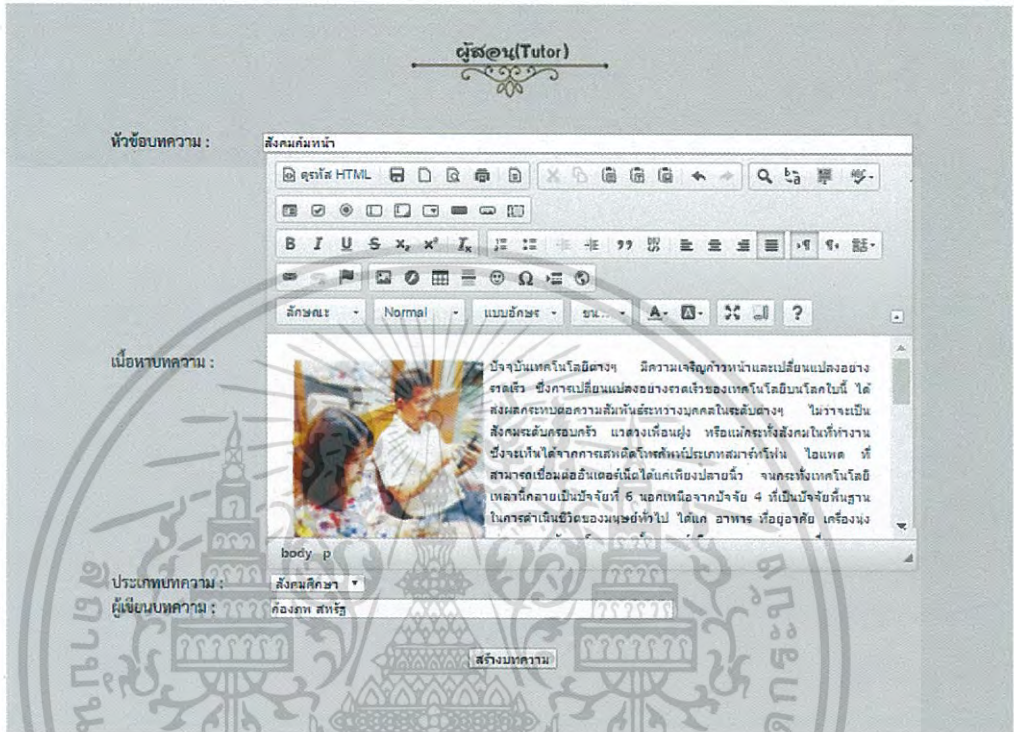 ผู้สอน(Tutor)
หัวข้อบทความ : สังคมก้มหน้า
ดูรหัส HTML
ลักษณะ Normal แบบอักษร ขน...
เนื้อหาบทความ :
ปัจจุบันเทคโนโลยีต่างๆ มีความเจริญก้าวหน้าและเปลี่ยนแปลงอย่าง
รวดเร็ว ซึ่งการเปลี่ยนแปลงอย่างรวดเร็วของเทคโนโลยีบนโลกใบนี้ ได้
ส่งผลกระทบต่อความสัมพันธ์ระหว่างบุคคลในระดับต่างๆ ไม่ว่าจะเป็น
สังคมระดับครอบครัว แวดวงเพื่อนฝูง หรือแม้กระทั่งสังคมในที่ทำงาน
ซึ่งจะเห็นได้จากการเสพติดโทรศัพท์ประเภทสมาร์ทโฟน ไอแพด ที่
สามารถเชื่อมต่ออินเตอร์เน็ตได้แค่เพียงปลายนิ้ว จนกระทั่งเทคโนโลยี
เหล่านี้กลายเป็นปัจจัยที่ 6 นอกเหนือจากปัจจัย 4 ที่เป็นปัจจัยพื้นฐาน
ในการดำเนินชีวิตของมนุษย์ทั่วไป ได้แก่ อาหาร ที่อยู่อาศัย เครื่องนุ่ง
body p
ประเภทบทความ : สังคมศึกษา
ผู้เขียนบทความ : ก้องภพ สหรัฐ
สร้างบทความ